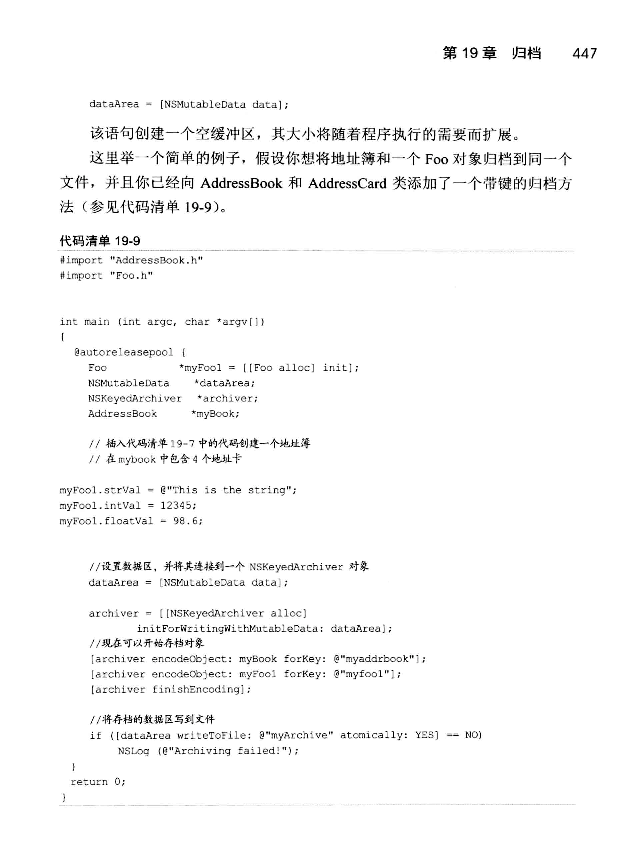 第 19 章 归档 447
dataArea = [NSMutableData data];
该语句创建一个空缓冲区，其大小将随着程序执行的需要而扩展。
这里举一个简单的例子，假设你想将地址簿和一个 Foo 对象归档到同一个
文件，并且你已经向 AddressBook 和 AddressCard 类添加了一个带键的归档方
法（参见代码清单 19-9）。
代码清单 19-9
#import "AddressBook.h"
#import "Foo.h"
int main (int argc, char *argv[])
{
@autoreleasepool {
Foo *myFoo1 = [[Foo alloc] init];
NSMutableData *dataArea;
NSKeyedArchiver *archiver;
AddressBook *myBook;
// 插入代码清单 19-7 中的代码创建一个地址薄
// 在 mybook 中包含 4 个地址卡
myFoo1.strVal = @"This is the string";
myFoo1.intVal = 12345;
myFoo1.floatVal = 98.6;
//设置数据区，并将其连接到一个 NSKeyedArchiver 对象
dataArea = [NSMutableData data];
archiver = [[NSKeyedArchiver alloc]
initForWritingWithMutableData: dataArea];
//现在可以开始存档对象
[archiver encodeObject: myBook forKey: @"myaddrbook"];
[archiver encodeObject: myFoo1 forKey: @"myfoo1"];
[archiver finishEncoding];
//将存档的数据区写到文件
if ([dataArea writeToFile: @"myArchive" atomically: YES] == NO)
NSLog (@"Archiving failed!");
}
return 0;
}